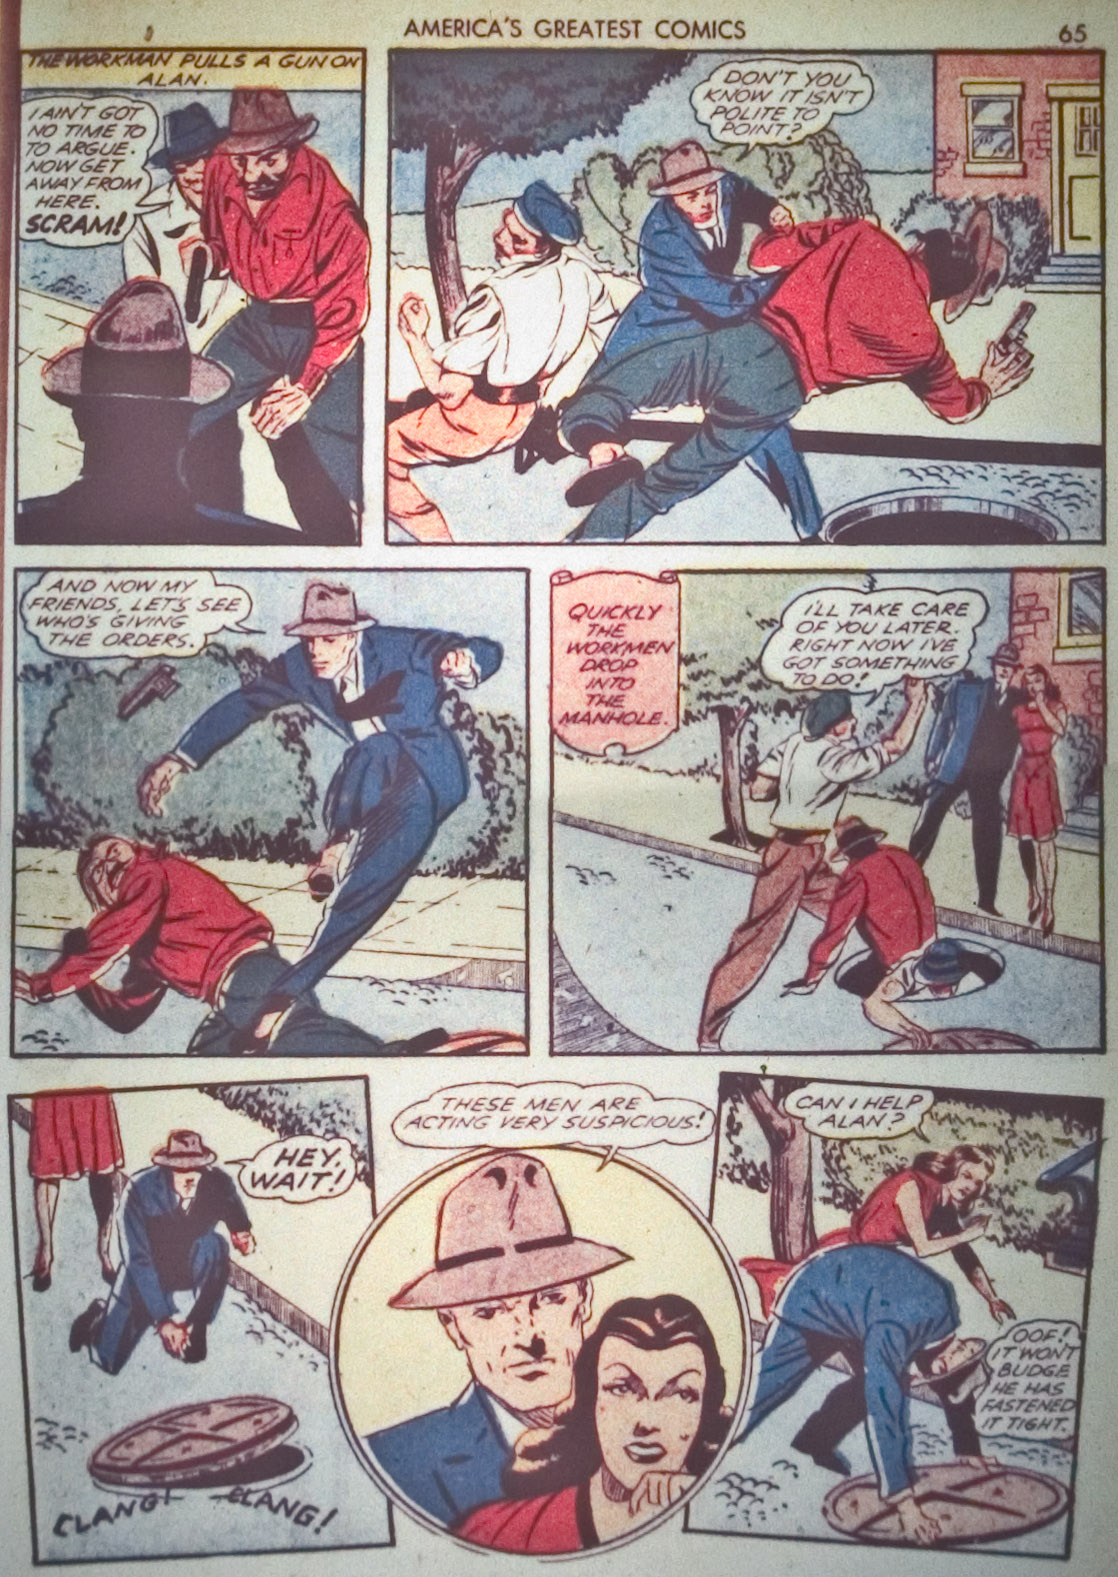 AMERICA'S GREATEST COMICS
65
THE WORKMAN PULLS A GUN ON
ALAN.
I AIN'T GOT
NO TIME TO
TO ARGUE.
NOW GET
AWAY FROM
HERE.
SCRAM!
DON'T YOU
KNOW IT ISN'T
POLITE TO
POINT?
AND NOW MY
FRIENDS, LET'S SEE
WHO'S GIVING
THE ORDERS.
QUICKLY
THE
WORKMEN
DROP
INTO
THE
MANHOLE.
I'LL TAKE CARE
OF YOU LATER.
RIGHT NOW I'VE
GOT SOMETHING
TO DO!
HEY,
WAIT!
CLANG! CLANG!
THESE MEN ARE
ACTING VERY SUSPICIOUS!
CAN I HELP
ALAN?
OOF!
IT WON'T
BUDGE
HE HAS
FASTENED
IT TIGHT.